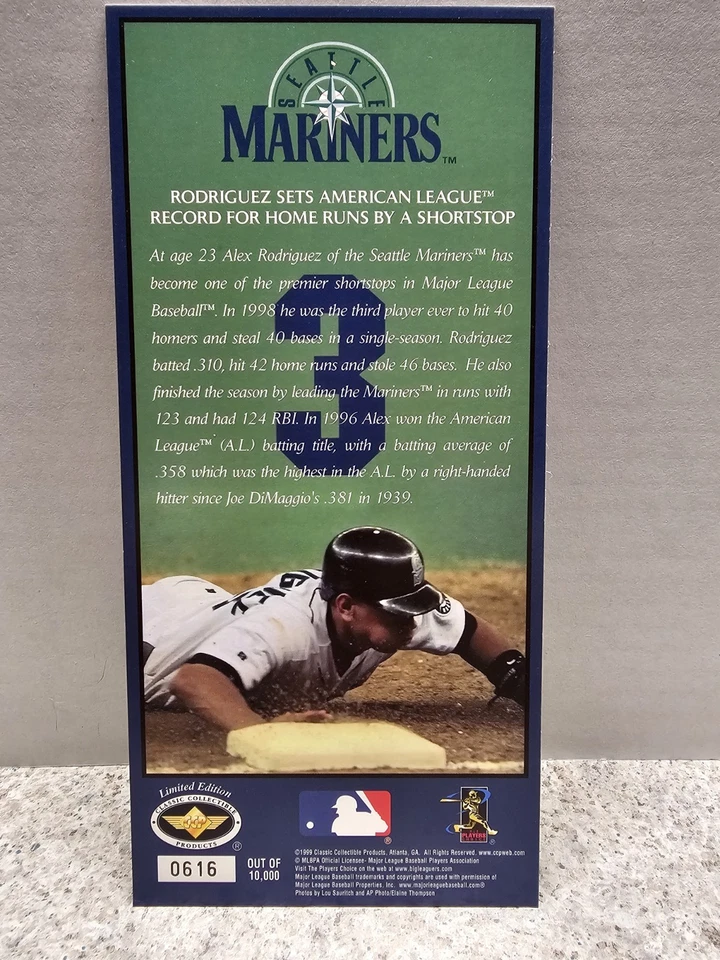 SEATTLE
MARINERS™
RODRIGUEZ SETS AMERICAN LEAGUE™
RECORD FOR HOME RUNS BY A SHORTSTOP
3
At age 23 Alex Rodriguez of the Seattle Mariners™ has
become one of the premier shortstops in Major League
Baseball™. In 1998 he was the third player ever to hit 40
homers and steal 40 bases in a single-season. Rodriguez
batted .310, hit 42 home runs and stole 46 bases. He also
finished the season by leading the Mariners™ in runs with
123 and had 124 RBI. In 1996 Alex won the American
League™ (A.L.) batting title, with a batting average of
.358 which was the highest in the A.L. by a right-handed
hitter since Joe DiMaggio's .381 in 1939.
Limited Edition
CLASSIC COLLECTIBLE
PRODUCTS ®
0616
OUT OF
10,000
®
PLAYERS
CHOICE ®
©1999 Classic Collectible Products, Atlanta, GA. All Rights Reserved. www.ccpweb.com
© MLBPA Official Licensee- Major League Baseball Players Association
Visit The Players Choice on the web at www.bigleaguers.com
Major League Baseball trademarks and copyrights are used with permission of
Major League Baseball Properties, Inc. www.majorleaguebaseball.com®
Photos by Lou Sauritch and AP Photo/Elaine Thompson